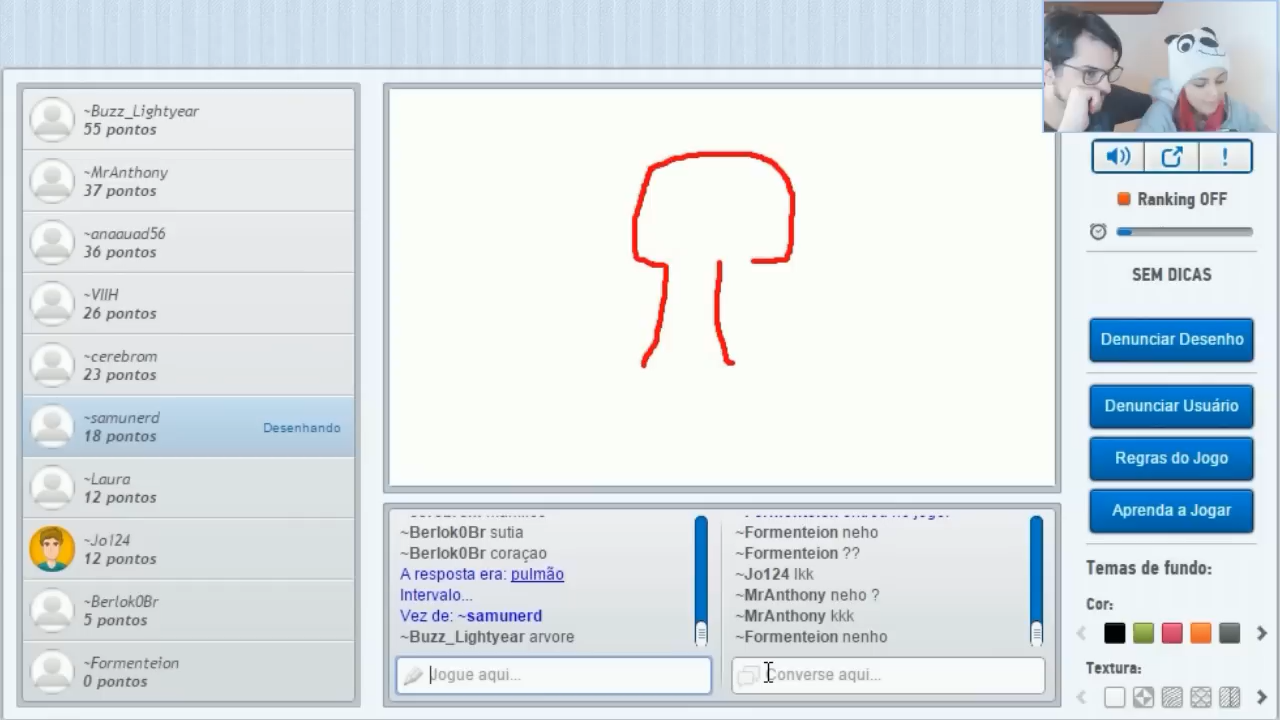 ~Buzz_Lightyear
55 pontos
~MrAnthony
37 pontos
~anaauad56
36 pontos
~VIIH
26 pontos
~cerebrom
23 pontos
~samunerd
18 pontos
Desenhando
~Laura
12 pontos
~Jo124
12 pontos
~Berlok0Br
5 pontos
~Formenteion
0 pontos
~Berlok0Br sutia
~Berlok0Br coraçao
A resposta era: pulmão
Intervalo...
Vez de: ~samunerd
~Buzz_Lightyear arvore
Jogue aqui...
~Formenteion entrou no jogo!
~Formenteion neho
~Formenteion ??
~Jo124 lkk
~MrAnthony neho ?
~MrAnthony kkk
~Formenteion nenho
Converse aqui...
!
Ranking OFF
SEM DICAS
Denunciar Desenho
Denunciar Usuário
Regras do Jogo
Aprenda a Jogar
Temas de fundo:
Cor:
Textura: